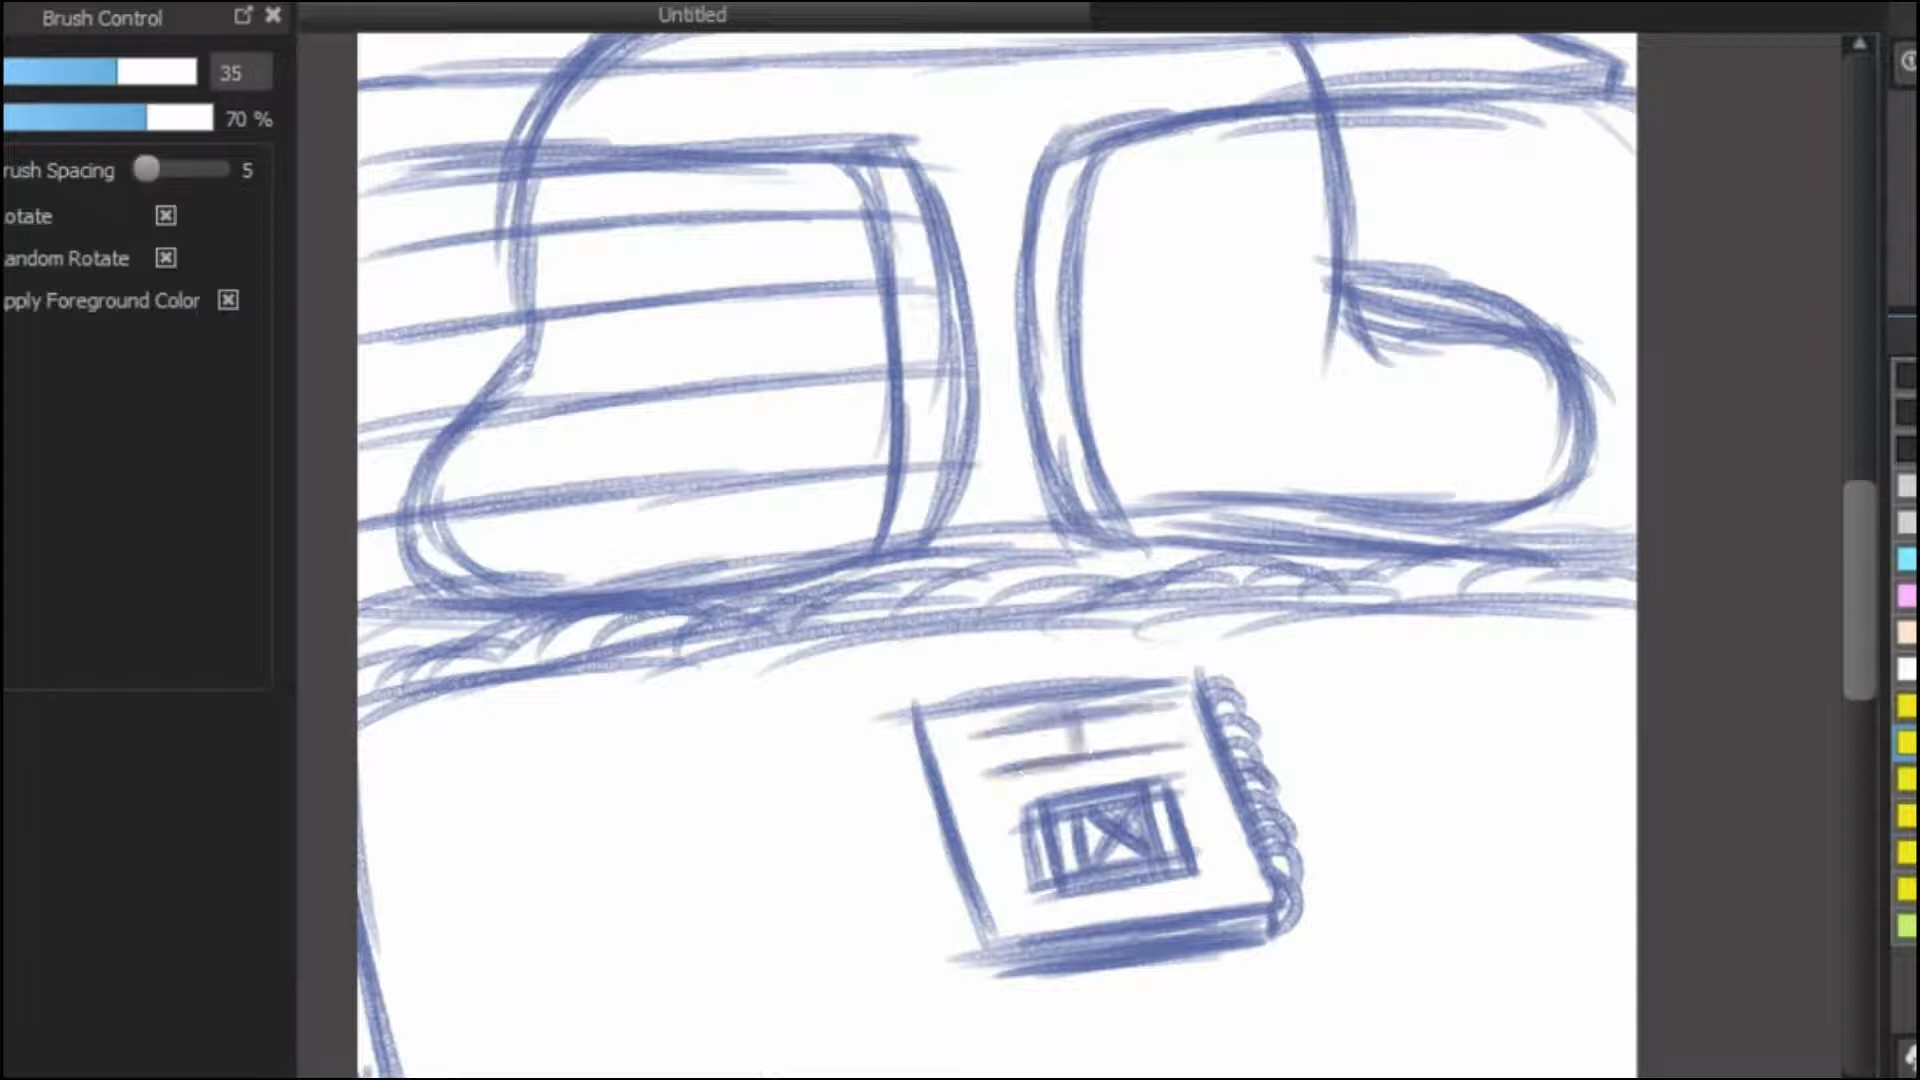 Brush Control
Untitled
35
70 %
rush Spacing
5
otate
andom Rotate
pply Foreground Color